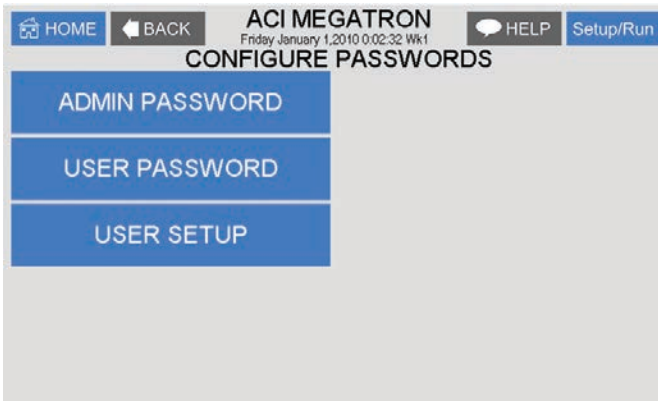 HOME BACK ACI MEGATRON HELP Setup/Run
Friday January 1,2010 0:02:32 Wk1
CONFIGURE PASSWORDS
ADMIN PASSWORD
USER PASSWORD
USER SETUP